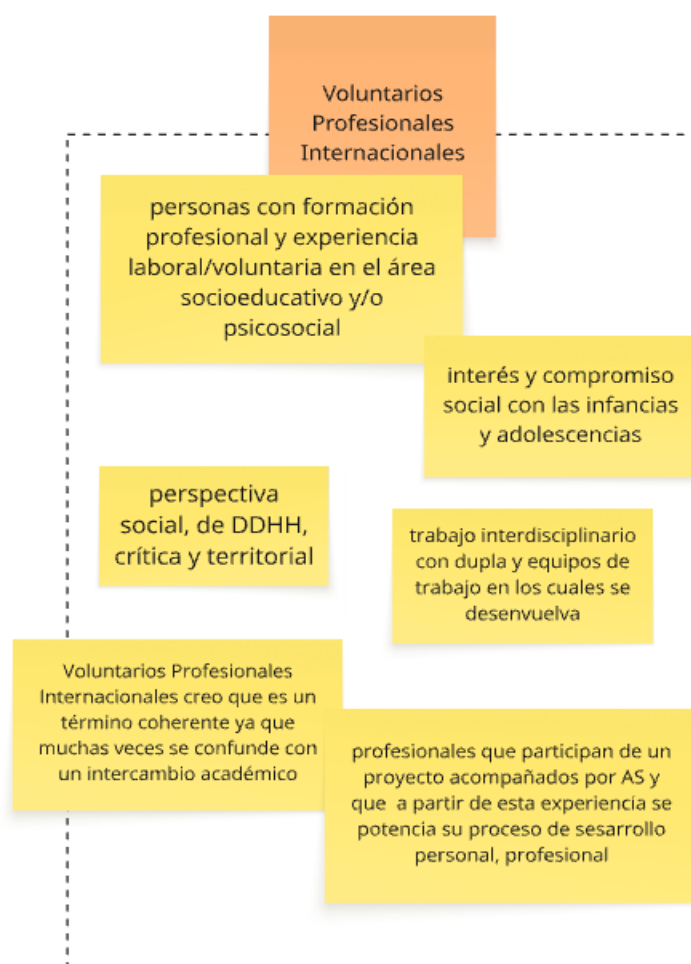 Voluntarios
Profesionales
Internacionales
personas con formación
profesional y experiencia
laboral/voluntaria en el área
socioeducativo y/o
psicosocial
interés y compromiso
social con las infancias
y adolescencias
perspectiva
social, de DDHH,
crítica y territorial
trabajo interdisciplinario
con dupla y equipos de
trabajo en los cuales se
desenvuelva
Voluntarios Profesionales
Internacionales creo que es un
término coherente ya que
muchas veces se confunde con
un intercambio académico
profesionales que participan de un
proyecto acompañados por AS y
que a partir de esta experiencia se
potencia su proceso de sesarrollo
personal, profesional